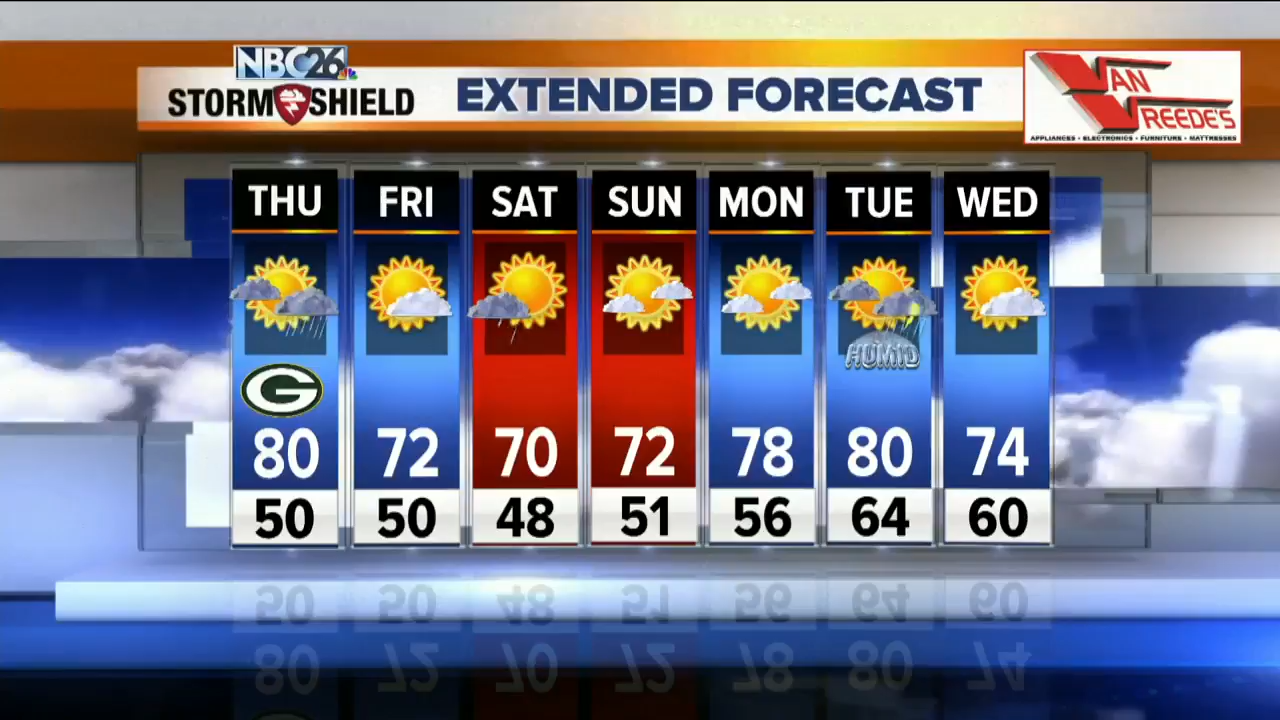 NBC26
STORM SHIELD
EXTENDED FORECAST
VAN
VREEDE'S
APPLIANCES • ELECTRONICS • FURNITURE • MATTRESSES
THU FRI SAT SUN MON TUE WED
HUMID
G
80 72 70 72 78 80 74
50 50 48 51 56 64 60